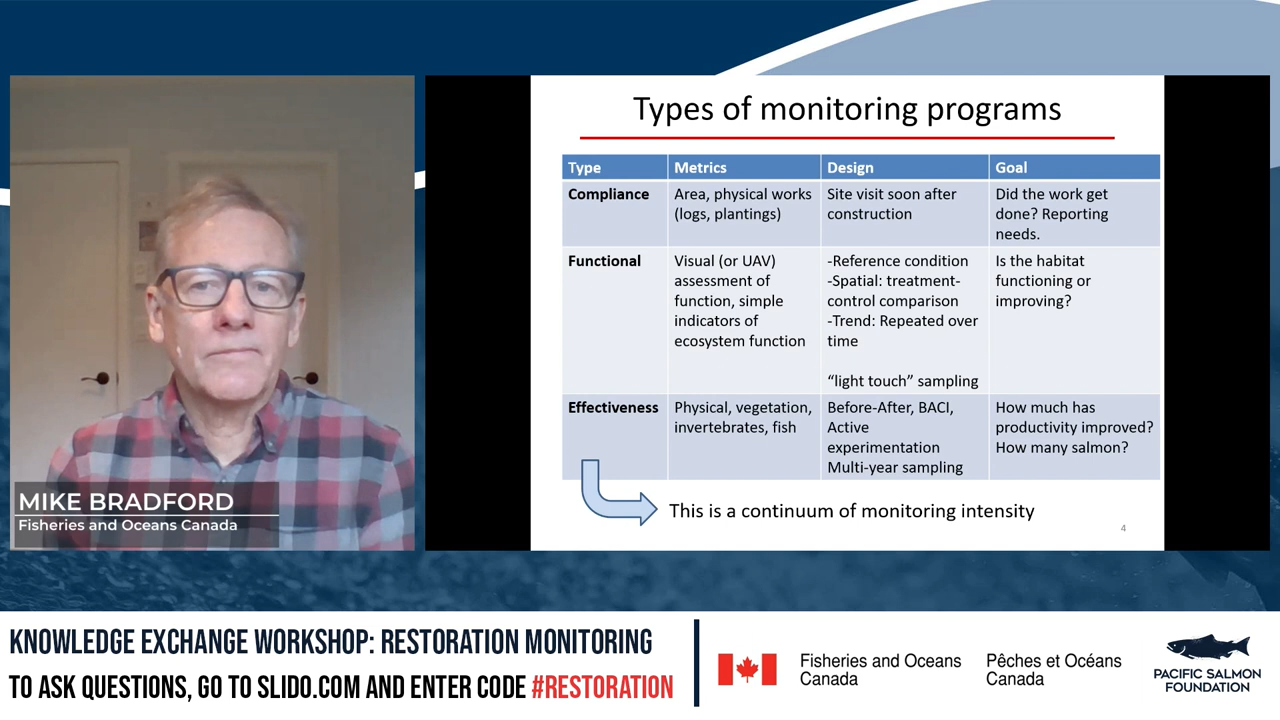 Types of monitoring programs
Type Metrics Design Goal
Compliance
Area, physical works
(logs, plantings)
Site visit soon after
construction
Did the work get
done? Reporting
needs.
Functional
Visual (or UAV)
assessment of
function, simple
indicators of
ecosystem function
-Reference condition
-Spatial: treatment-
control comparison
-Trend: Repeated over
time
“light touch” sampling
Is the habitat
functioning or
improving?
Effectiveness
Physical, vegetation,
invertebrates, fish
Before-After, BACI,
Active
experimentation
Multi-year sampling
How much has
productivity improved?
How many salmon?
This is a continuum of monitoring intensity
4
MIKE BRADFORD
Fisheries and Oceans Canada
KNOWLEDGE EXCHANGE WORKSHOP: RESTORATION MONITORING
TO ASK QUESTIONS, GO TO SLIDO.COM AND ENTER CODE #RESTORATION
Fisheries and Oceans
Canada
Pêches et Océans
Canada
PACIFIC SALMON
FOUNDATION